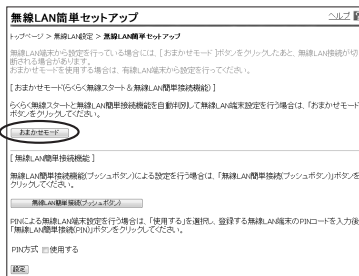 無線LAN簡単セットアップ
ヘルプ
トップページ > 無線LAN設定 > 無線LAN簡単セットアップ
無線LAN端末から設定を行っている場合には、[おまかせモード]ボタンをクリックしたあと、無線LAN接続が切
断される場合があります。
おまかせモードを使用する場合は、有線LAN端末から設定を行ってください。
[おまかせモード(らくらく無線スタート&無線LAN簡単接続機能)]
らくらく無線スタートと無線LAN簡単接続機能を自動判別して無線LAN端末設定を行う場合は、「おまかせモード」
ボタンをクリックしてください。
おまかせモード
[無線LAN簡単接続機能]
無線LAN簡単接続機能(プッシュボタン)による設定を行う場合は、「無線LAN簡単接続(プッシュボタン)」ボタンを
クリックしてください。
無線LAN簡単接続(プッシュボタン)
PINによる無線LAN端末設定を行う場合は、「使用する」を選択し、登録する無線LAN端末のPINコードを入力後
「無線LAN簡単接続(PIN)」ボタンをクリックしてください。
PIN方式 使用する
設定